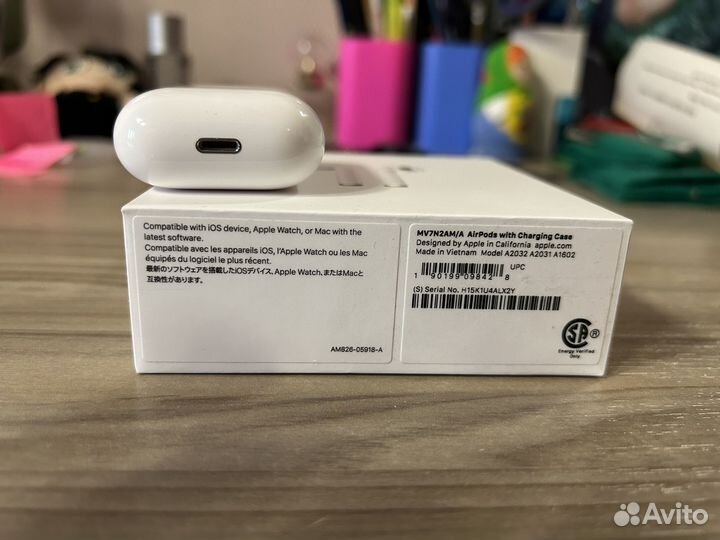 Compatible with iOS device, Apple Watch, or Mac with the
latest software.
Compatible avec les appareils iOS, l'Apple Watch ou les Mac
équipés du logiciel le plus récent.
最新のソフトウェアを搭載したiOSデバイス、Apple Watch、またはMacと
互換性があります。
AM826-05918-A
MV7N2AM/A AirPods with Charging Case
Designed by Apple in California apple.com
Made in Vietnam Model A2032 A2031 A1602
UPC
1 90199 09842 8
(S) Serial No. H15K1U4ALX2Y
SA
®
Energy Verified
Only.
Avito